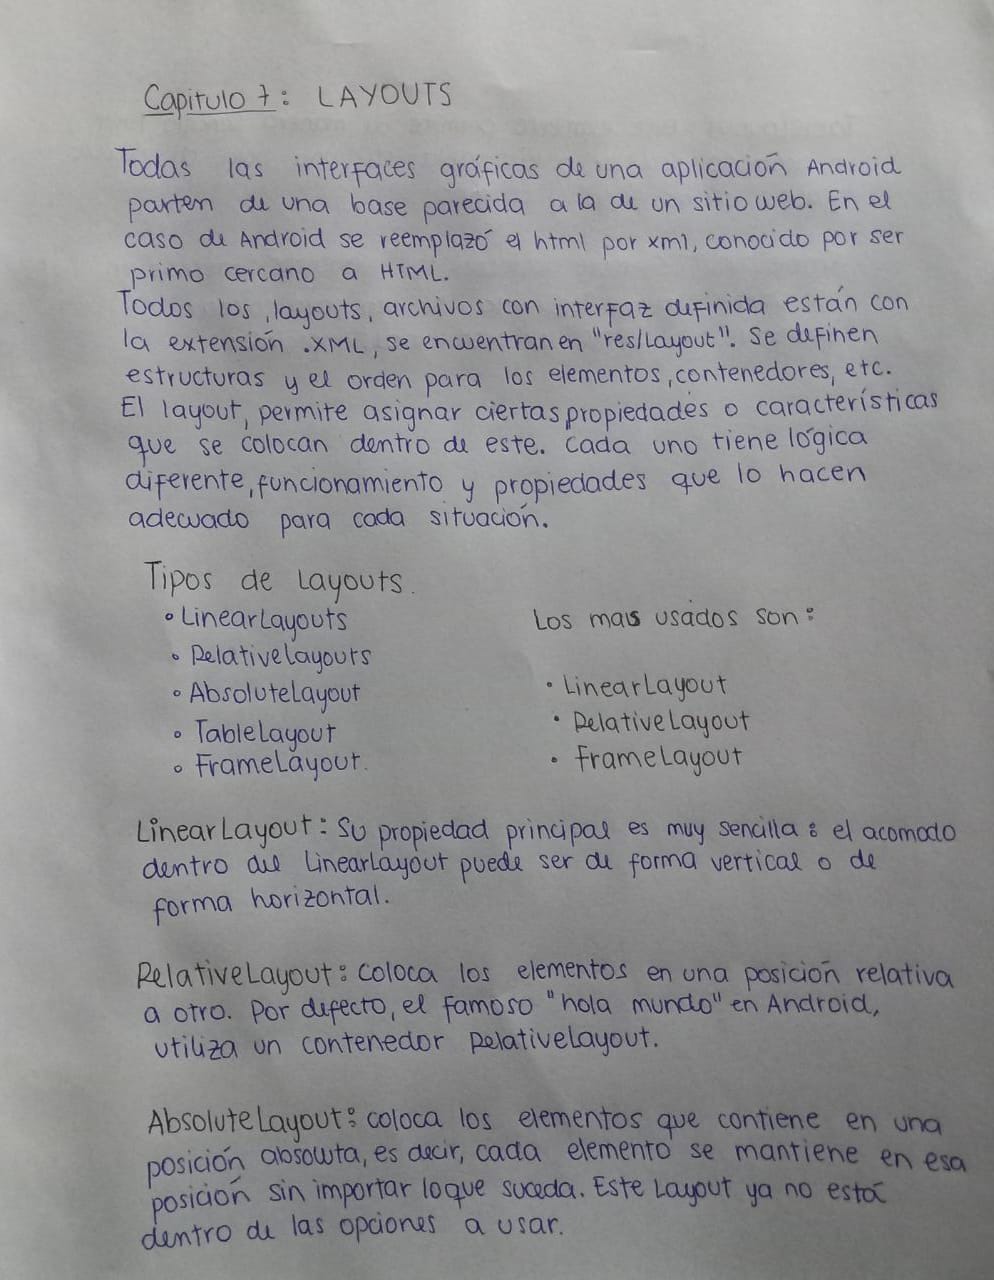 Capitulo 7: LAYOUTS
Todas las interfaces gráficas de una aplicación Android
parten de una base parecida a la de un sitio web. En el
caso de Android se reemplazó el html por xml, conocido por ser
primo cercano a HTML.
Todos los, layouts, archivos con interfaz definida están con
la extensión .XML, se encuentran en "res/Layout". Se definen
estructuras y el orden para los elementos, contenedores, etc.
El layout, permite asignar ciertas propiedades o características
que se colocan dentro de este. Cada uno tiene lógica
diferente, funcionamiento y propiedades que lo hacen
adecuado para cada situación.
Tipos de Layouts.
• LinearLayouts
• RelativeLayouts
• AbsoluteLayout
• TableLayout
• FrameLayout.
Los mas usados son:
• LinearLayout
• RelativeLayout
• FrameLayout
LinearLayout: Su propiedad principal es muy sencilla: el acomodo
dentro del LinearLayout puede ser de forma vertical o de
forma horizontal.
RelativeLayout: coloca los elementos en una posición relativa
a otro. Por defecto, el famoso "hola mundo" en Android,
utiliza un contenedor RelativeLayout.
AbsoluteLayout: coloca los elementos que contiene en una
posición absoluta, es decir, cada elemento se mantiene en esa
posición sin importar lo que suceda. Este Layout ya no está
dentro de las opciones a usar.